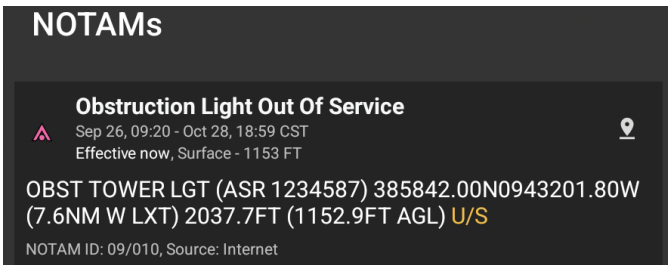 NOTAMs
Obstruction Light Out Of Service
Sep 26, 09:20 - Oct 28, 18:59 CST
Effective now, Surface - 1153 FT
OBST TOWER LGT (ASR 1234587) 385842.00N0943201.80W
(7.6NM W LXT) 2037.7FT (1152.9FT AGL) U/S
NOTAM ID: 09/010, Source: Internet